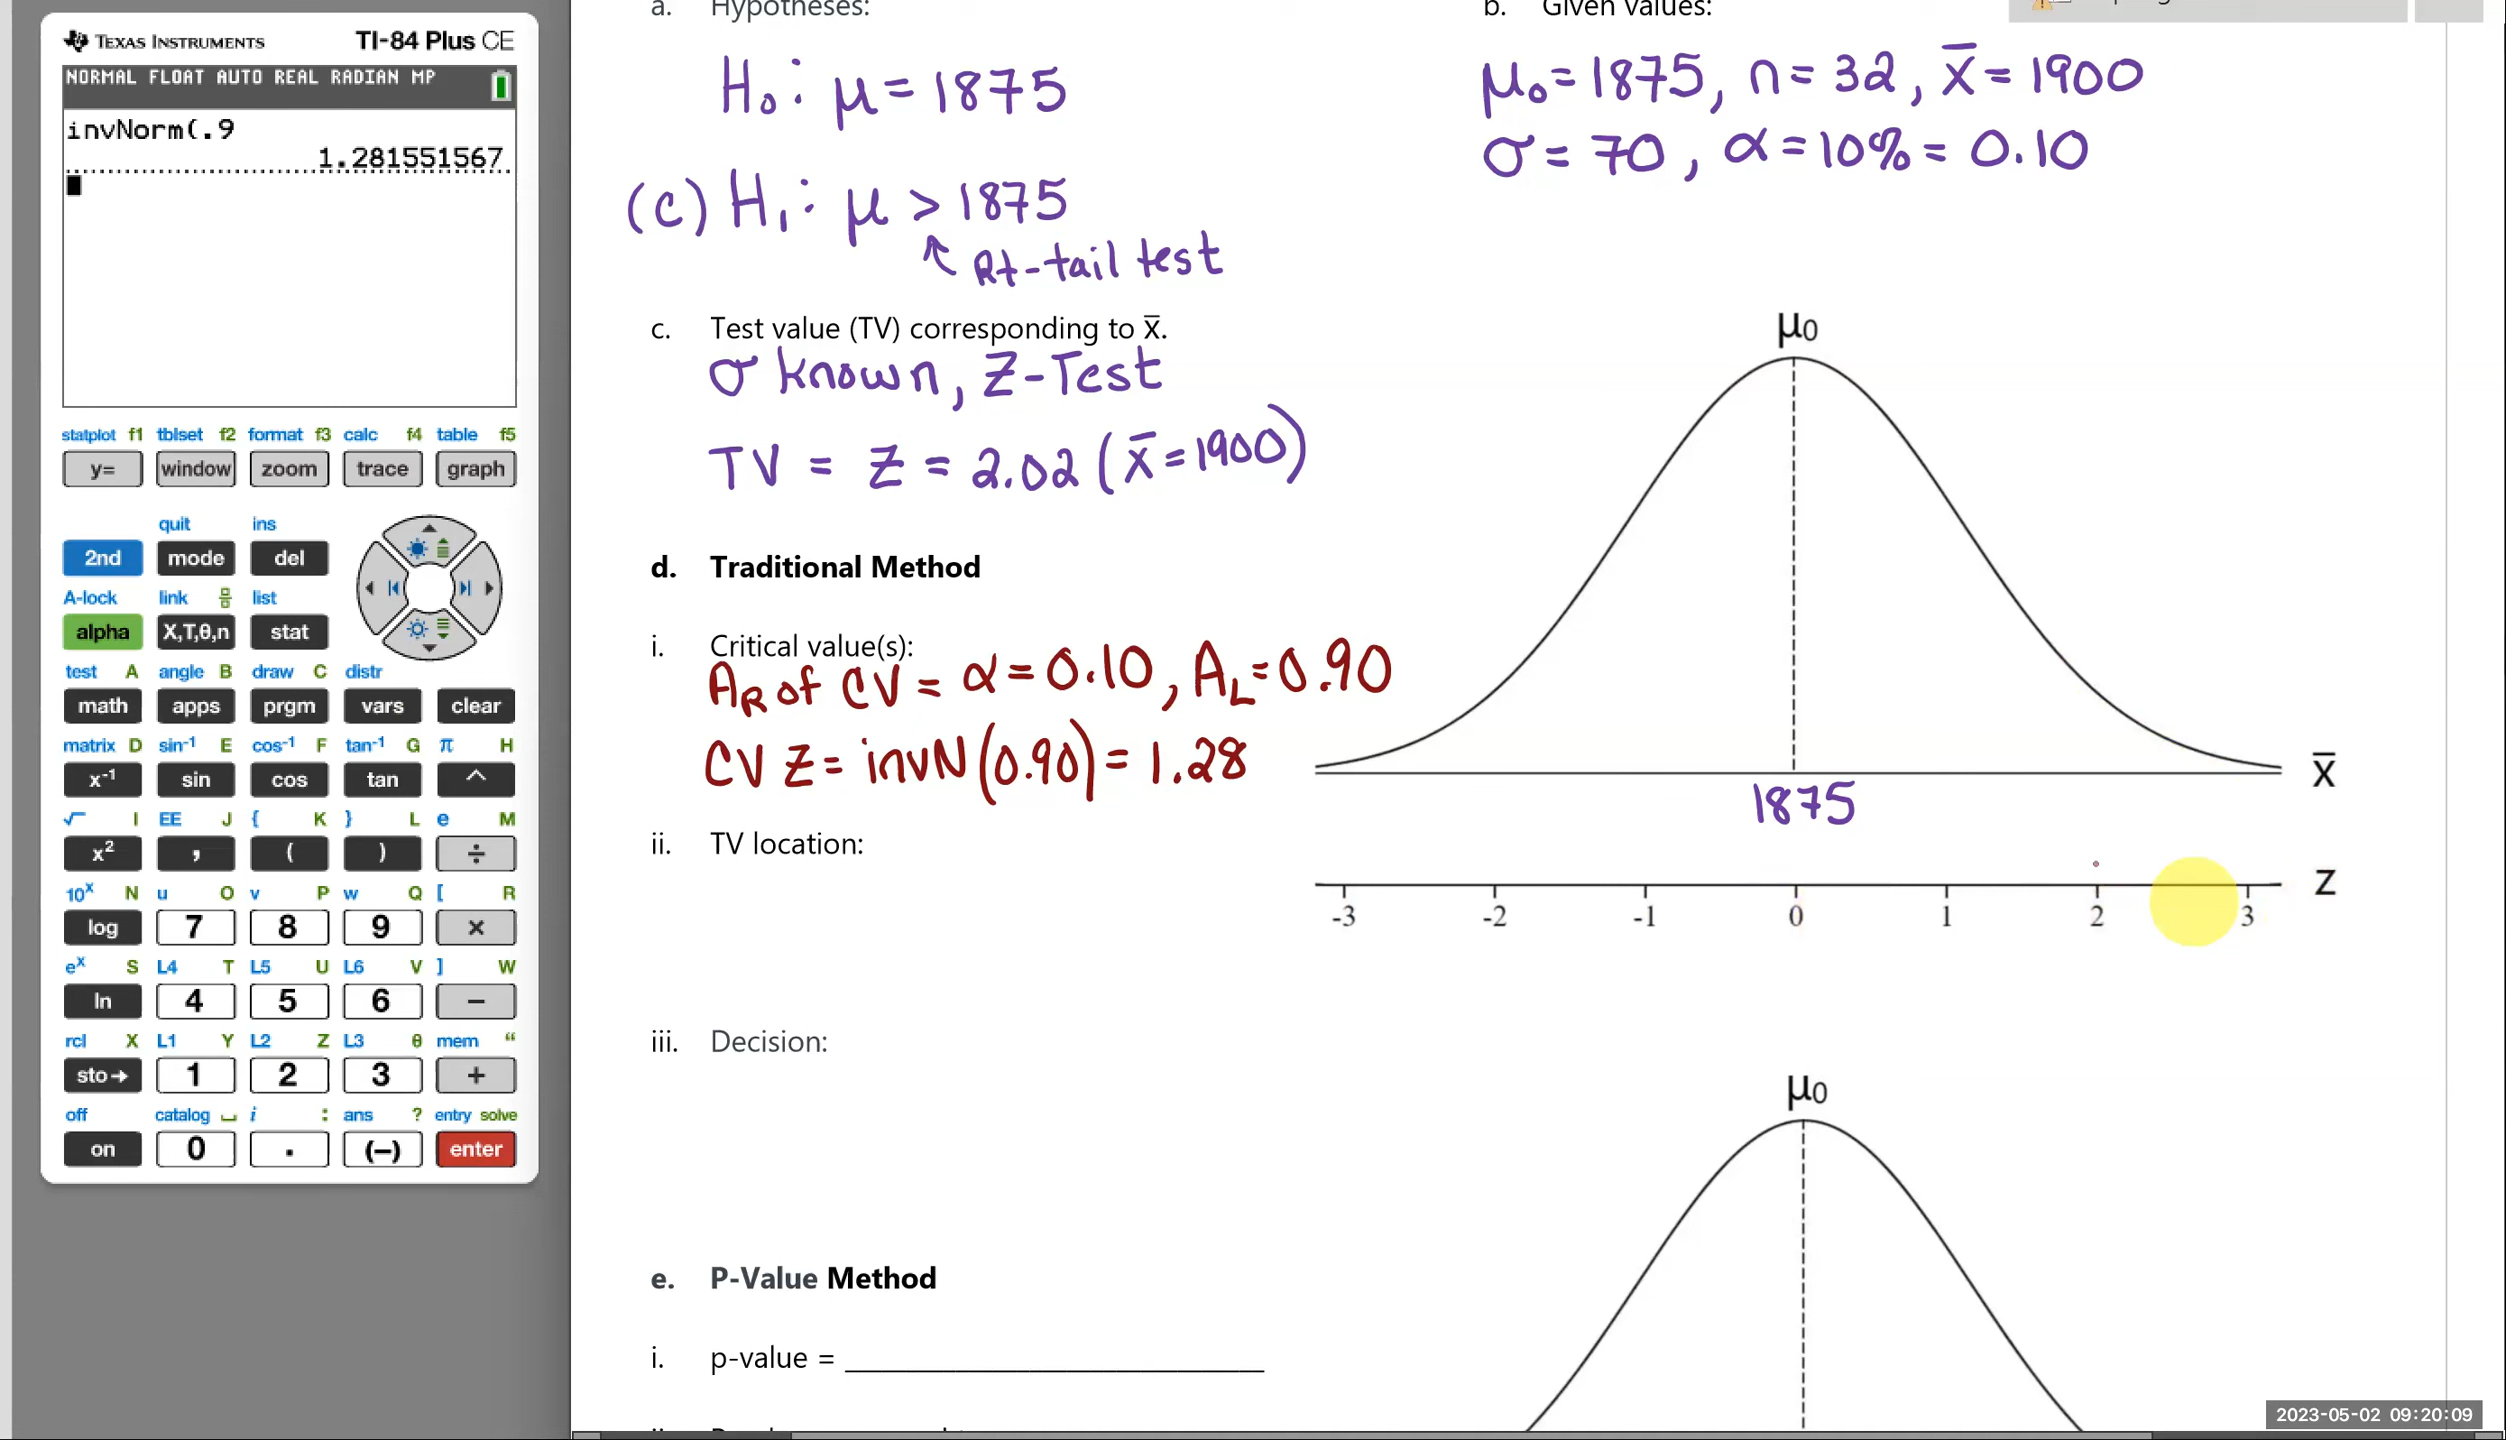 TEXAS INSTRUMENTS TI-84 Plus CE
NORMAL FLOAT AUTO REAL RADIAN MP
invNorm(.9
1.281551567
statplot f1 tblset f2 format f3 calc f4 table f5
y= window zoom trace graph
quit ins
2nd mode del
A-lock link list
alpha X,T,θ,n stat
test A angle B draw C distr
math apps prgm vars clear
matrix D sin⁻¹ E cos⁻¹ F tan⁻¹ G π H
x⁻¹ sin cos tan ^
√ I EE J { K } L e M
x² , ( ) ÷
10ˣ N u O v P w Q [ R
log 7 8 9 ×
eˣ S L4 T L5 U L6 V ] W
ln 4 5 6 −
rcl X L1 Y L2 Z L3 θ mem "
sto→ 1 2 3 +
off catalog ⎵ i : ans ? entry solve
on 0 . (−) enter
a. Hypotheses:
H₀: μ = 1875
(c) H₁: μ > 1875
↖ Rt-tail test
b. Given values:
μ₀ = 1875, n = 32, x̄ = 1900
σ = 70, α = 10% = 0.10
c. Test value (TV) corresponding to x̄.
σ known, Z-Test
TV = Z = 2.02 (x̄ = 1900)
d. Traditional Method
i. Critical value(s):
A_R of CV = α = 0.10, A_L = 0.90
CV Z = invN(0.90) = 1.28
ii. TV location:
μ₀
x̄
1875
Z
-3 -2 -1 0 1 2 3
iii. Decision:
μ₀
e. P-Value Method
i. p-value = ____________________
2023-05-02 09:20:09